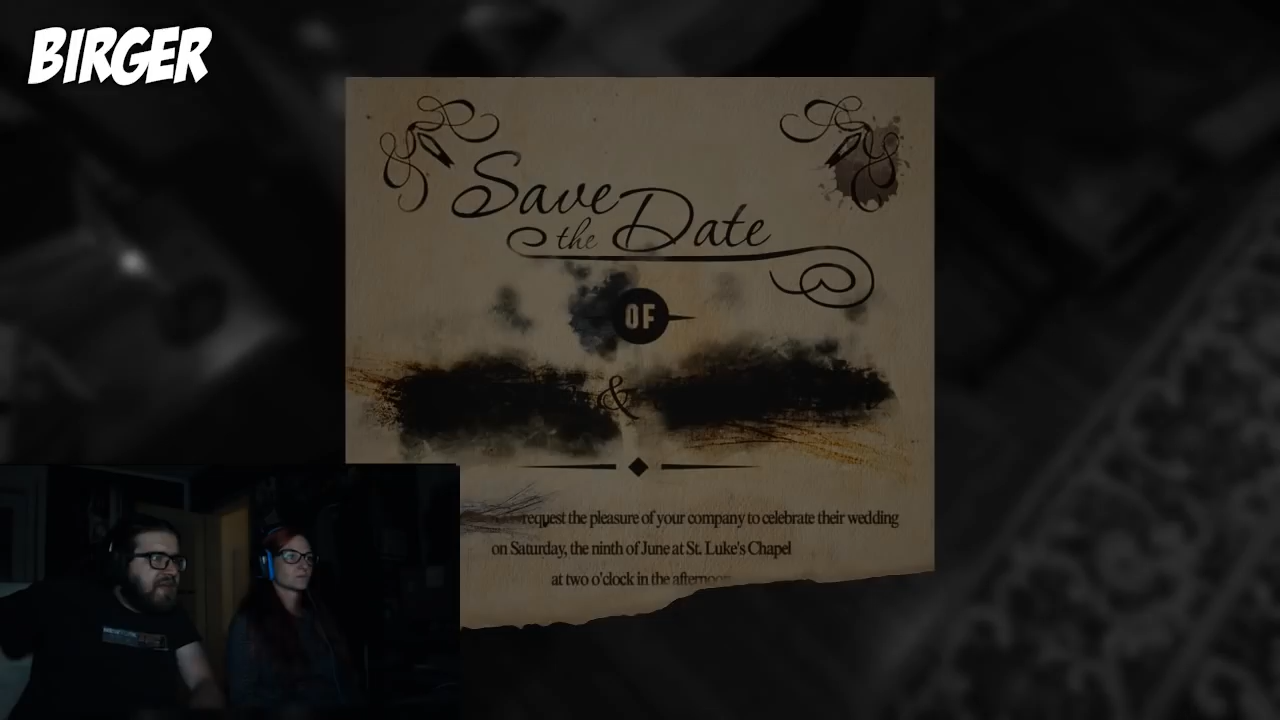 BIRGER
Save
the Date
OF
&
request the pleasure of your company to celebrate their wedding
on Saturday, the ninth of June at St. Luke's Chapel
at two o'clock in the afternoon